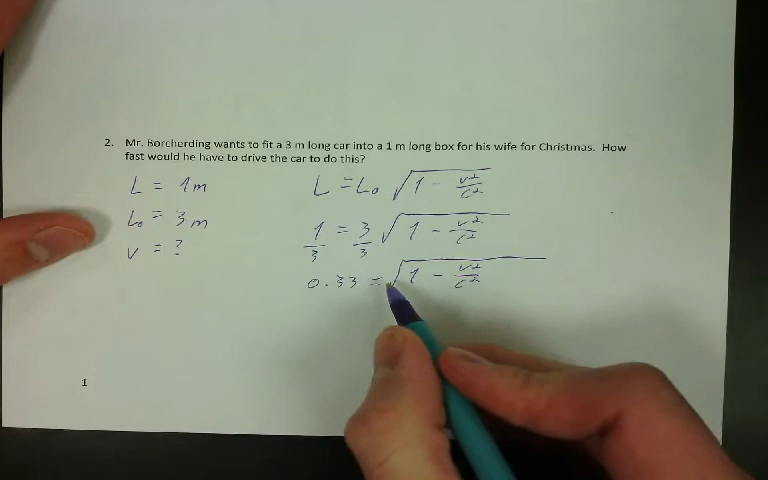 2. Mr. Borcherding wants to fit a 3 m long car into a 1 m long box for his wife for Christmas. How
fast would he have to drive the car to do this?
L = 1m
L = L₀ √1 - v²/c²
L₀ = 3m
1/3 = 3/3 √1 - v²/c²
v = ?
0.33 = √1 - v²/c²
1